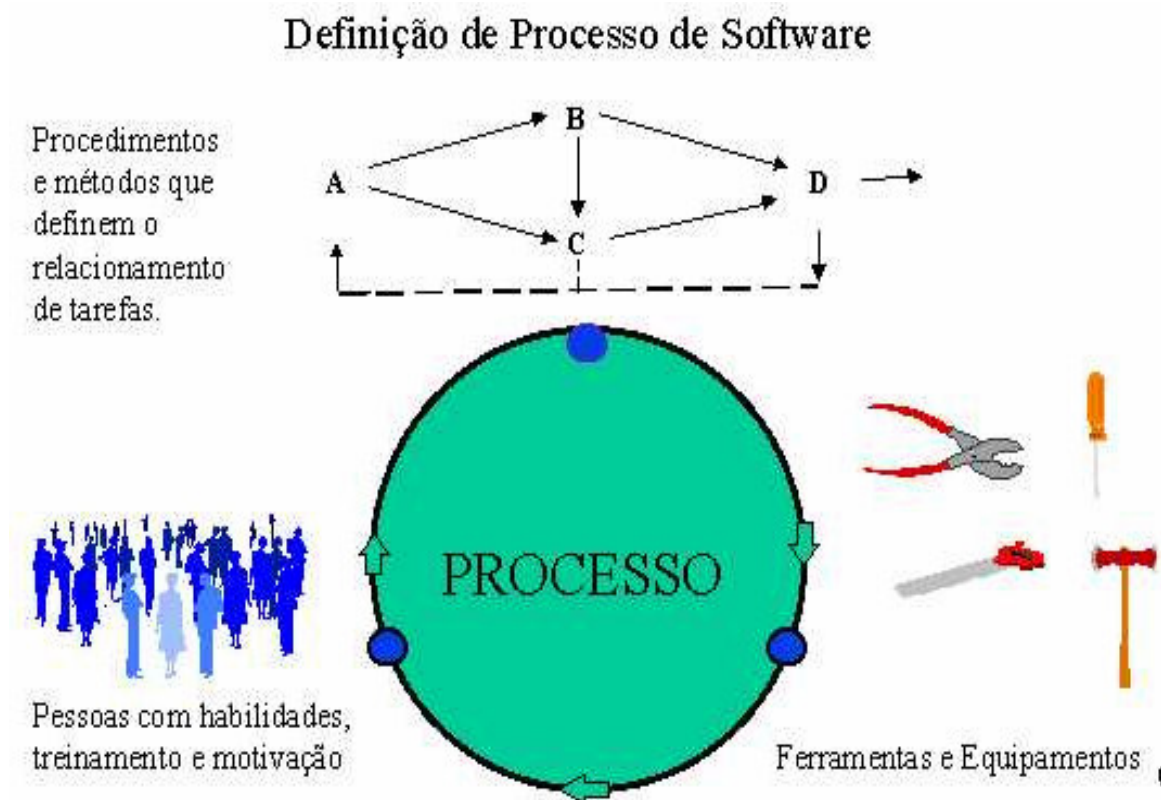 Definição de Processo de Software
Procedimentos
e métodos que
definem o
relacionamento
de tarefas.
A
B
C
D
PROCESSO
Pessoas com habilidades,
treinamento e motivação
Ferramentas e Equipamentos